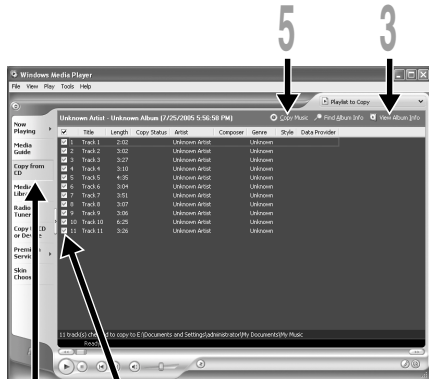 5 3
Windows Media Player
File View Play Tools Help
Playlist to Copy
Unknown Artist - Unknown Album (7/25/2005 5:56:58 PM) Copy Music Find Album Info View Album Info
Now Playing
Media Guide
Copy from CD
Media
Radio Tuner
Copy CD or Device
Skin
Title Length Copy Status Artist Composer Genre Style Data Provider
1 Track 1 2:02 Unknown Artist Unknown
2 Track 2 3:02 Unknown Artist Unknown
3 Track 3 3:27 Unknown Artist Unknown
4 Track 4 3:10 Unknown Artist Unknown
5 Track 5 4:35 Unknown Artist Unknown
6 Track 6 3:04 Unknown Artist Unknown
7 Track 7 3:51 Unknown Artist Unknown
8 Track 8 3:07 Unknown Artist Unknown
9 Track 9 3:06 Unknown Artist Unknown
10 Track 10 6:25 Unknown Artist Unknown
11 Track 11 3:26 Unknown Artist Unknown
11 track(s) to copy to E:\Documents and Settings\administrator\My Documents\My Music